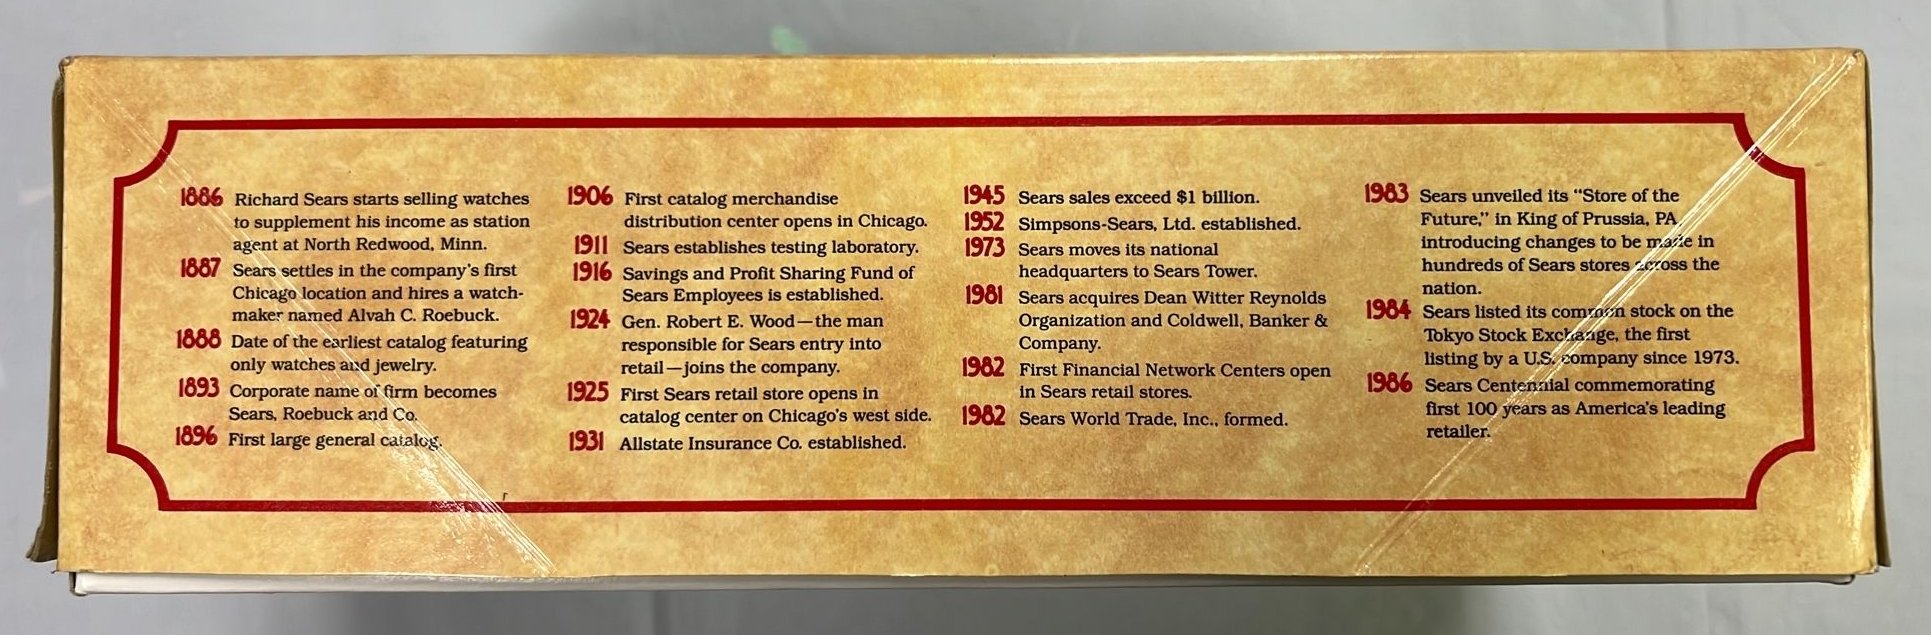 1886 Richard Sears starts selling watches
to supplement his income as station
agent at North Redwood, Minn.
1887 Sears settles in the company's first
Chicago location and hires a watch-
maker named Alvah C. Roebuck.
1888 Date of the earliest catalog featuring
only watches and jewelry.
1893 Corporate name of firm becomes
Sears, Roebuck and Co.
1896 First large general catalog.
1906 First catalog merchandise
distribution center opens in Chicago.
1911 Sears establishes testing laboratory.
1916 Savings and Profit Sharing Fund of
Sears Employees is established.
1924 Gen. Robert E. Wood—the man
responsible for Sears entry into
retail—joins the company.
1925 First Sears retail store opens in
catalog center on Chicago's west side.
1931 Allstate Insurance Co. established.
1945 Sears sales exceed $1 billion.
1952 Simpsons-Sears, Ltd. established.
1973 Sears moves its national
headquarters to Sears Tower.
1981 Sears acquires Dean Witter Reynolds
Organization and Coldwell, Banker &
Company.
1982 First Financial Network Centers open
in Sears retail stores.
1982 Sears World Trade, Inc., formed.
1983 Sears unveiled its “Store of the
Future,” in King of Prussia, PA
introducing changes to be made in
hundreds of Sears stores across the
nation.
1984 Sears listed its common stock on the
Tokyo Stock Exchange, the first
listing by a U.S. company since 1973.
1986 Sears Centennial commemorating
first 100 years as America's leading
retailer.